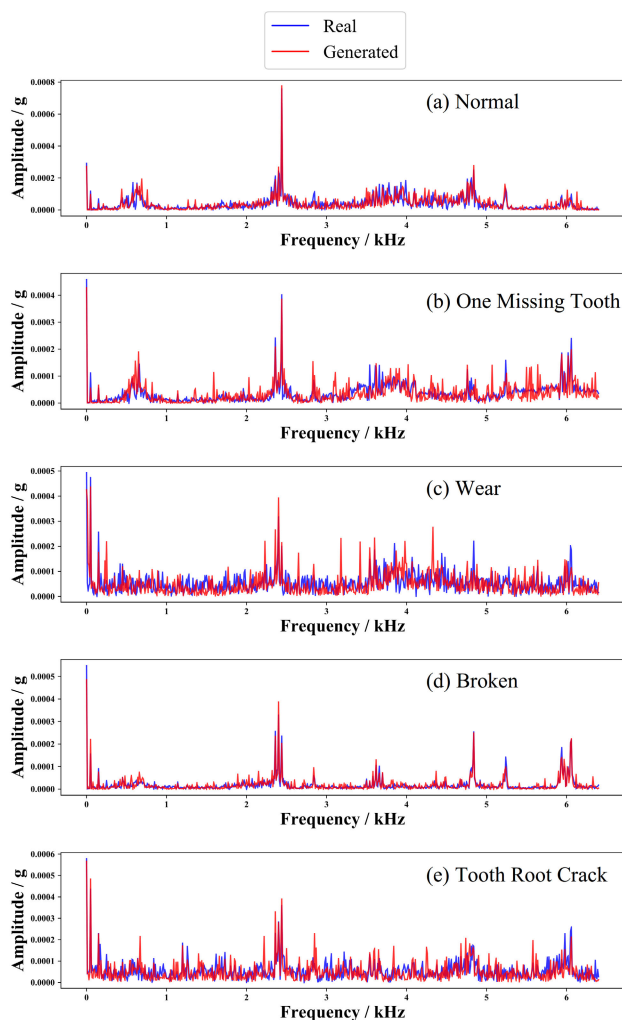 Real
Generated
(a) Normal
Amplitude / g
0.0008
0.0006
0.0004
0.0002
0.0000
0 1 2 3 4 5 6
Frequency / kHz
(b) One Missing Tooth
Amplitude / g
0.0004
0.0003
0.0002
0.0001
0.0000
0 1 2 3 4 5 6
Frequency / kHz
(c) Wear
Amplitude / g
0.0005
0.0004
0.0003
0.0002
0.0001
0.0000
0 1 2 3 4 5 6
Frequency / kHz
(d) Broken
Amplitude / g
0.0005
0.0004
0.0003
0.0002
0.0001
0.0000
0 1 2 3 4 5 6
Frequency / kHz
(e) Tooth Root Crack
Amplitude / g
0.0006
0.0005
0.0004
0.0003
0.0002
0.0001
0.0000
0 1 2 3 4 5 6
Frequency / kHz